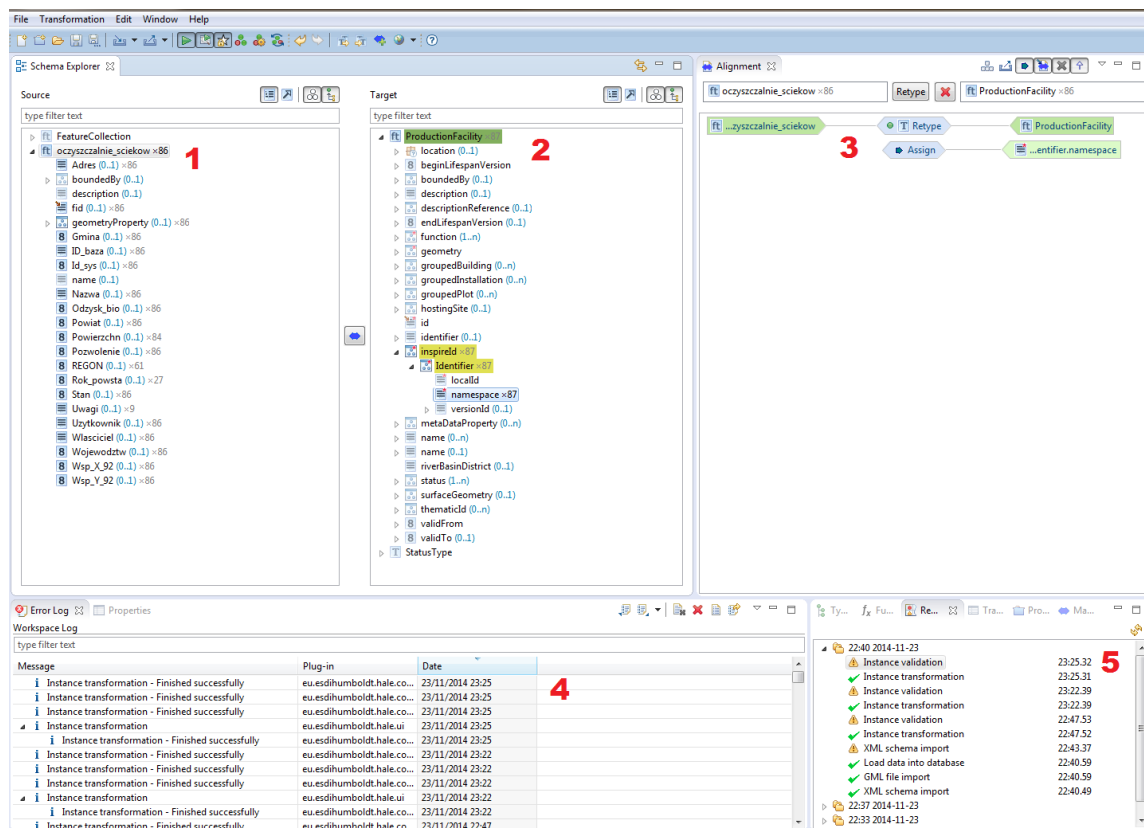 File Transformation Edit Window Help
Schema Explorer
Source
type filter text
FeatureCollection
oczyszczalnie_sciekow ×86
1
Adres (0..1) ×86
boundedBy (0..1)
description (0..1)
fid (0..1) ×86
geometryProperty (0..1) ×86
Gmina (0..1) ×86
ID_baza (0..1) ×86
Id_sys (0..1) ×86
name (0..1)
Nazwa (0..1) ×86
Odzysk_bio (0..1) ×86
Powiat (0..1) ×86
Powierzchn (0..1) ×84
Pozwolenie (0..1) ×86
REGON (0..1) ×61
Rok_powsta (0..1) ×27
Stan (0..1) ×86
Uwagi (0..1) ×9
Uzytkownik (0..1) ×86
Wlasciciel (0..1) ×86
Wojewodztw (0..1) ×86
Wsp_X_92 (0..1) ×86
Wsp_Y_92 (0..1) ×86
Target
type filter text
ft ProductionFacility ×87
2
location (0..1)
beginLifespanVersion
boundedBy (0..1)
description (0..1)
descriptionReference (0..1)
endLifespanVersion (0..1)
function (1..n)
geometry
groupedBuilding (0..n)
groupedInstallation (0..n)
groupedPlot (0..n)
hostingSite (0..1)
id
identifier (0..1)
inspireId ×87
Identifier ×87
localId
namespace ×87
versionId (0..1)
metaDataProperty (0..n)
name (0..n)
name (0..1)
riverBasinDistrict (0..1)
status (1..n)
surfaceGeometry (0..1)
thematicId (0..n)
validFrom
validTo (0..1)
T StatusType
Alignment
ft oczyszczalnie_sciekow ×86 Retype ft ProductionFacility ×86
ft ...zyszczalnie_sciekow T Retype ft ProductionFacility
3
Assign ...entifier.namespace
Error Log Properties
Workspace Log
type filter text
Message Plug-in Date
4
i Instance transformation - Finished successfully eu.esdihumboldt.hale.co... 23/11/2014 23:25
i Instance transformation - Finished successfully eu.esdihumboldt.hale.co... 23/11/2014 23:25
i Instance transformation - Finished successfully eu.esdihumboldt.hale.co... 23/11/2014 23:25
i Instance transformation eu.esdihumboldt.hale.ui 23/11/2014 23:25
i Instance transformation - Finished successfully eu.esdihumboldt.hale.co... 23/11/2014 23:25
i Instance transformation - Finished successfully eu.esdihumboldt.hale.co... 23/11/2014 23:22
i Instance transformation - Finished successfully eu.esdihumboldt.hale.co... 23/11/2014 23:22
i Instance transformation - Finished successfully eu.esdihumboldt.hale.co... 23/11/2014 23:22
i Instance transformation eu.esdihumboldt.hale.ui 23/11/2014 23:22
i Instance transformation - Finished successfully eu.esdihumboldt.hale.co... 23/11/2014 23:22
i Instance transformation - Finished successfully eu.esdihumboldt.hale.co... 23/11/2014 22:47
Ty... fx Fu... Re... Tra... Pro... Ma...
22:40 2014-11-23
5
Instance validation 23:25.32
Instance transformation 23:25.31
Instance validation 23:22.39
Instance transformation 23:22.39
Instance validation 22:47.53
Instance transformation 22:47.52
XML schema import 22:43.37
Load data into database 22:40.59
GML file import 22:40.59
XML schema import 22:40.49
22:37 2014-11-23
22:33 2014-11-23